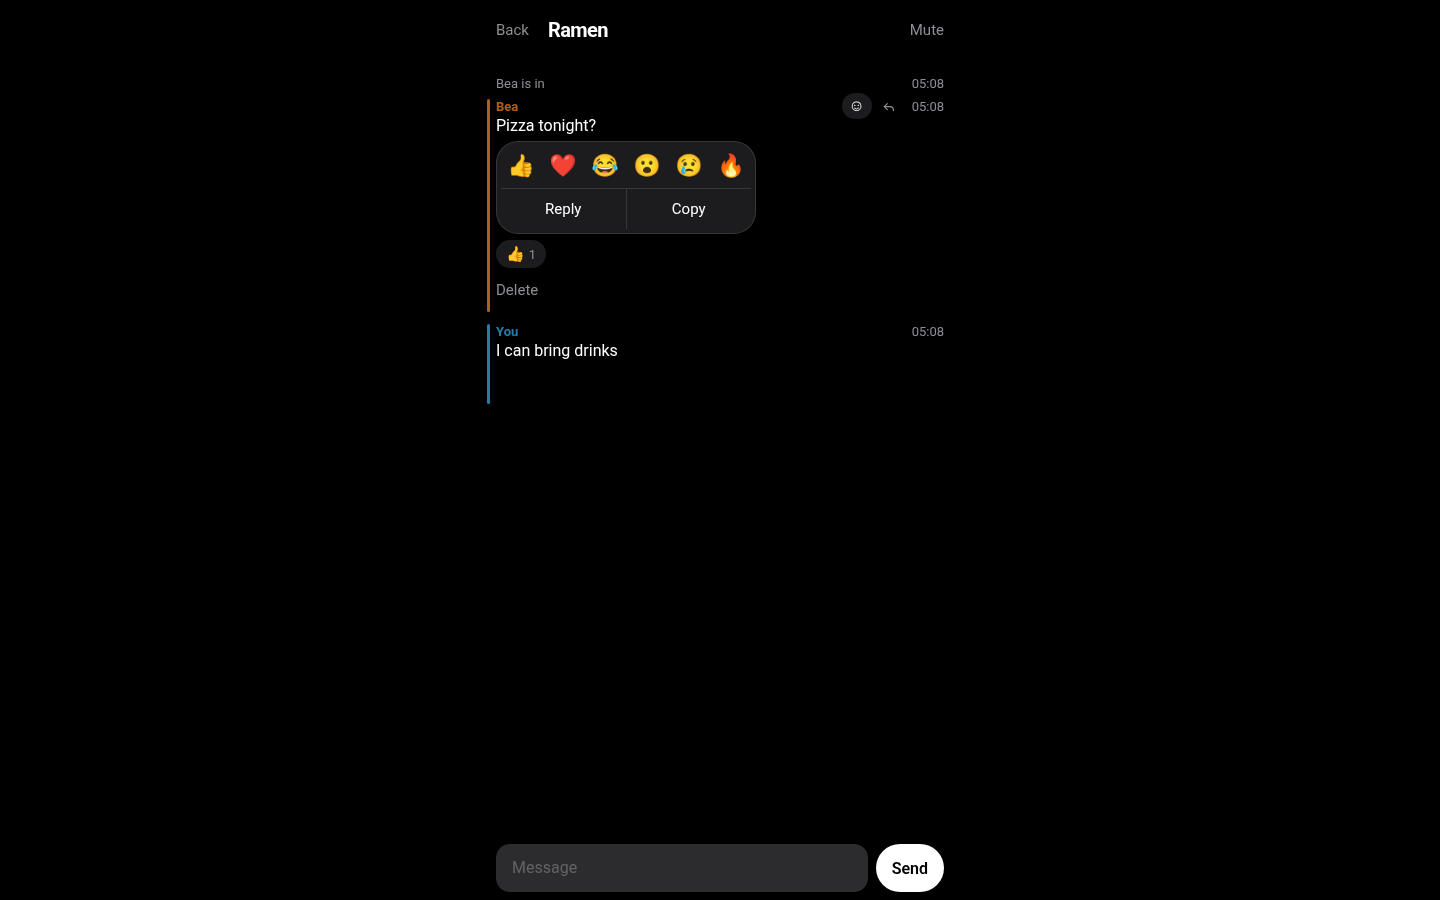 Back Ramen Mute
Bea is in 05:08
Bea 05:08
Pizza tonight?
👍 ❤️ 😂 😮 😢 🔥
Reply Copy
👍 1
Delete
You 05:08
I can bring drinks
Message Send